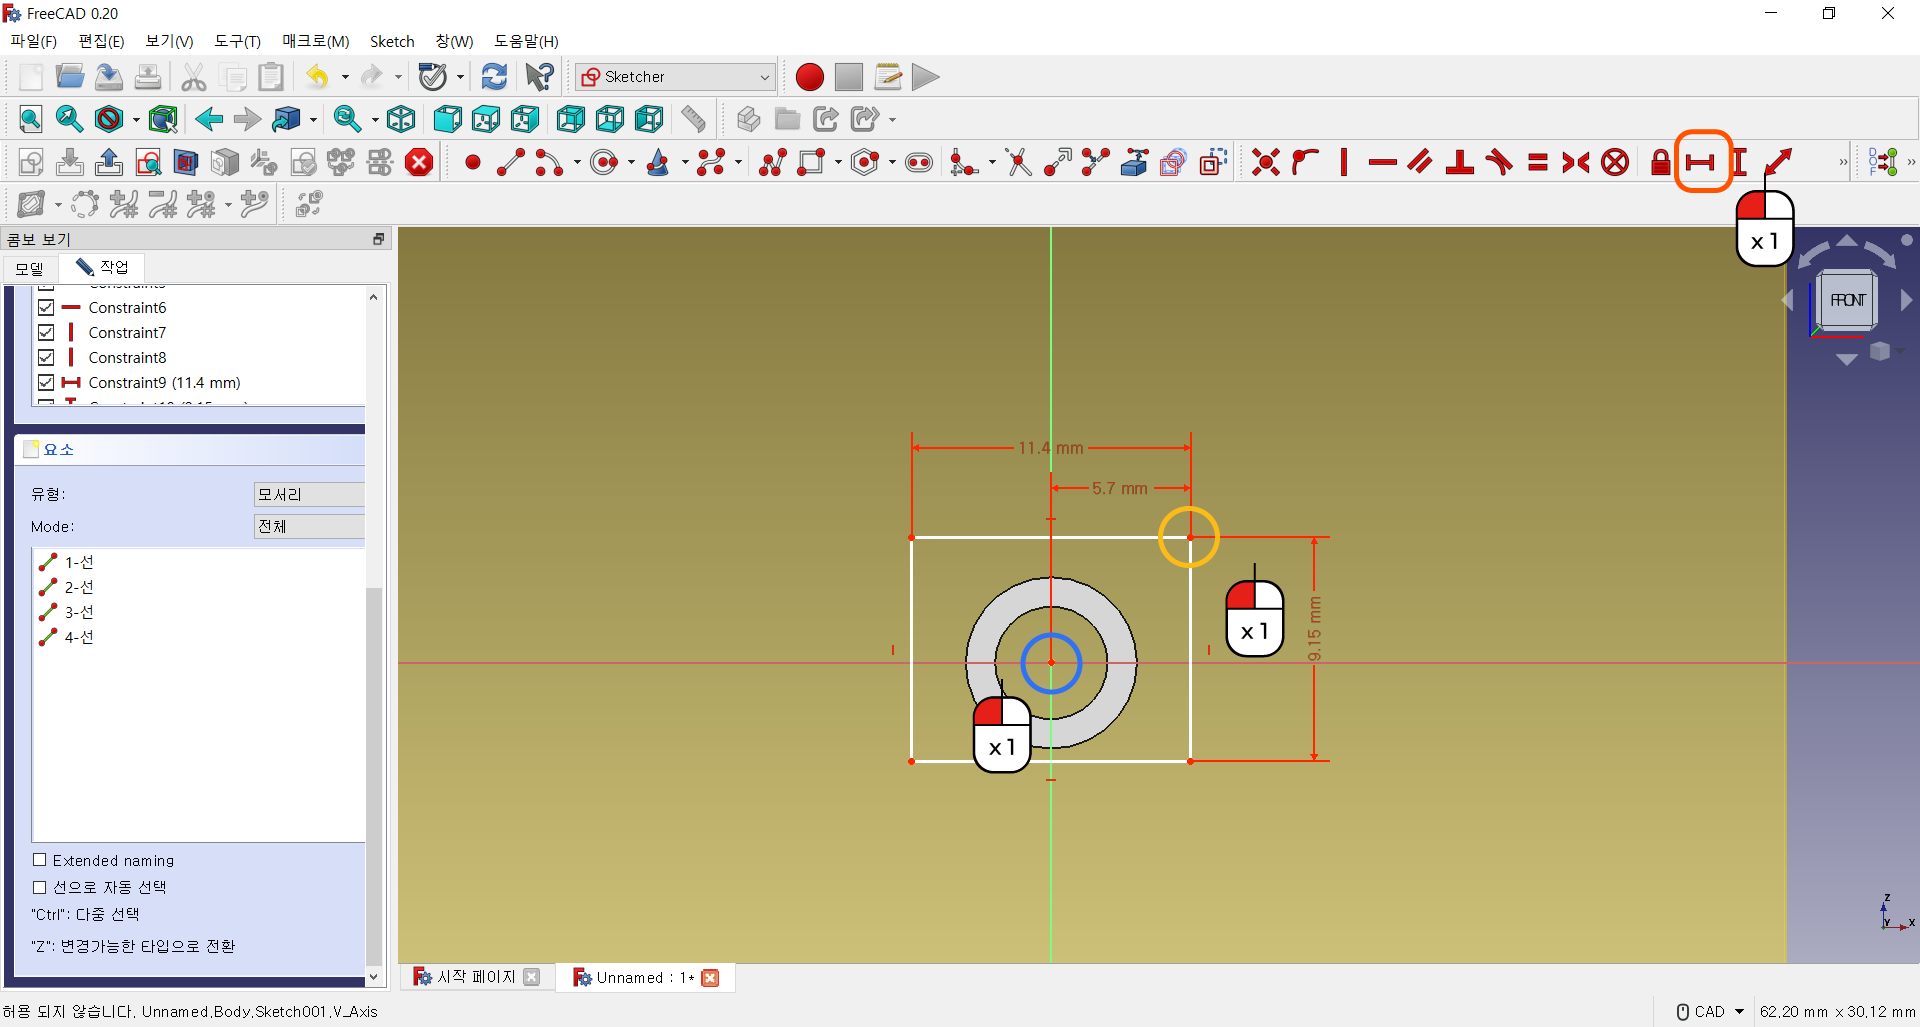 FreeCAD 0.20
파일(F) 편집(E) 보기(V) 도구(T) 매크로(M) Sketch 창(W) 도움말(H)
Sketcher
x 1
콤보 보기
모델 작업
FRONT
Constraint6
Constraint7
Constraint8
Constraint9 (11.4 mm)
요소
유형: 모서리
Mode: 전체
1-선
2-선
3-선
4-선
11.4 mm
5.7 mm
9.15 mm
x 1
x 1
Extended naming
선으로 자동 선택
"Ctrl": 다중 선택
"Z": 변경가능한 타입으로 전환
Z
Y X
시작 페이지 Unnamed : 1*
허용 되지 않습니다. Unnamed.Body.Sketch001.V_Axis CAD 62.20 mm x 30.12 mm